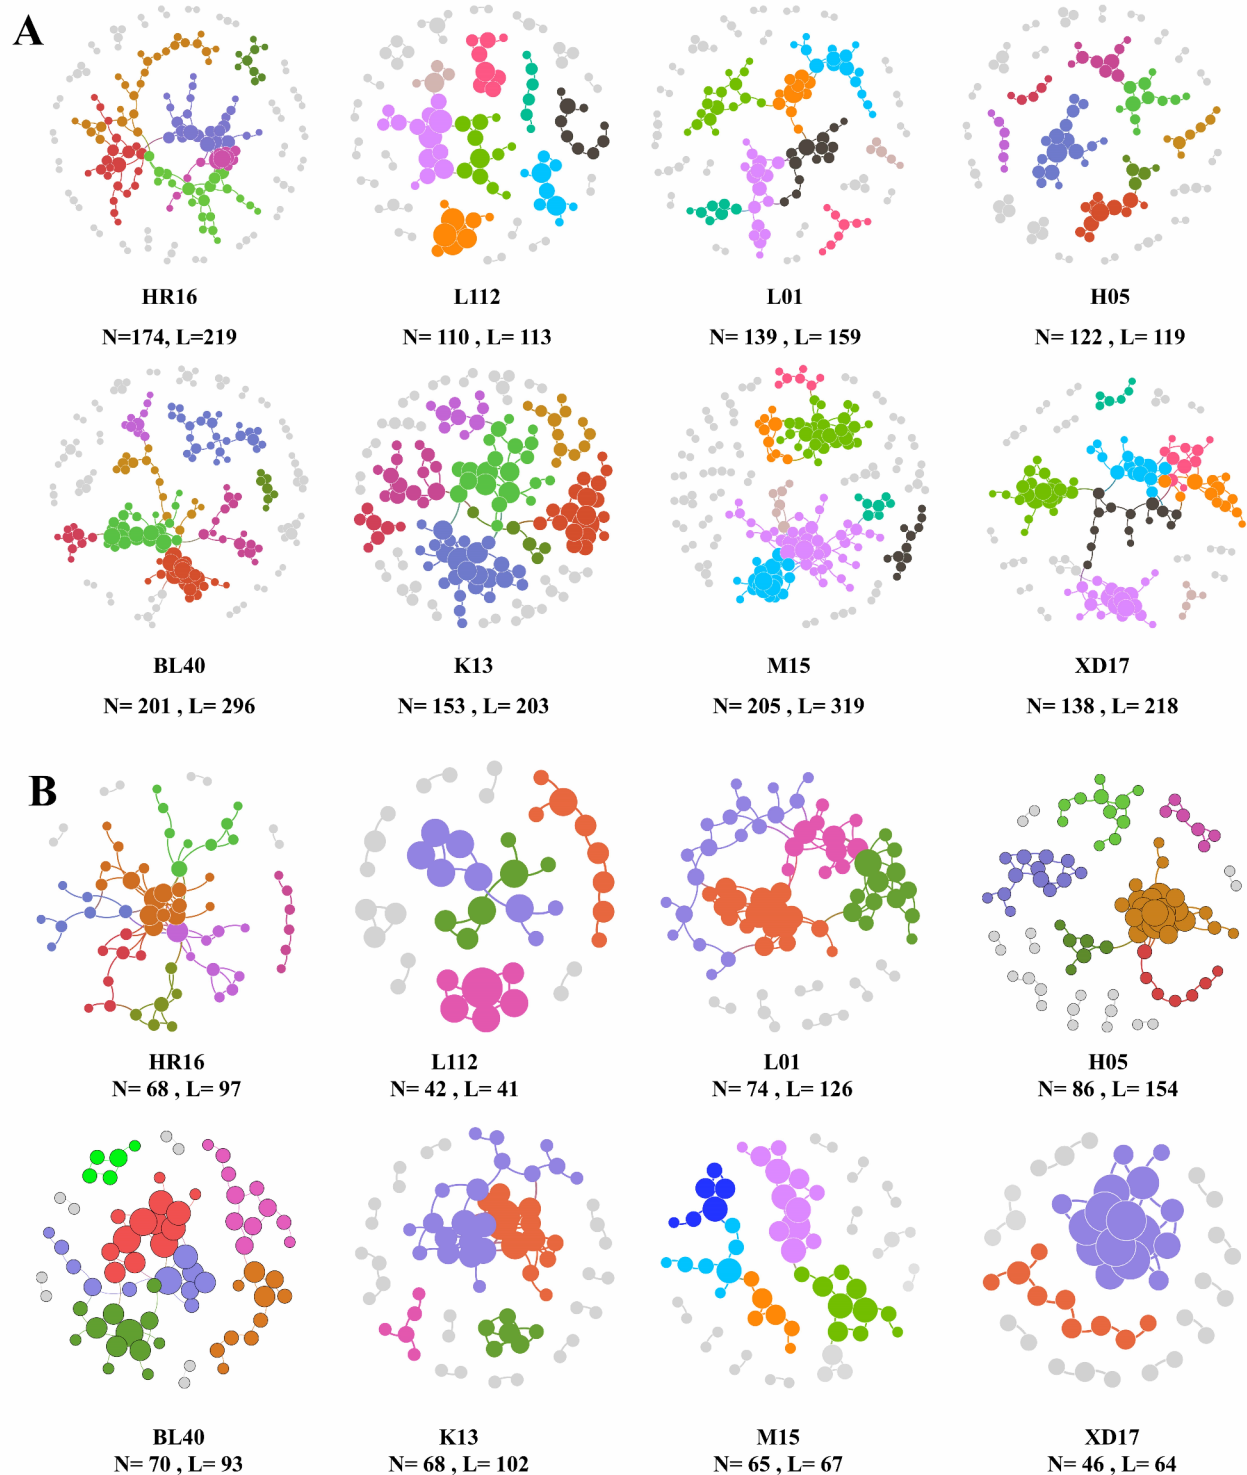 A
HR16 L112 L01 H05
N=174, L=219 N= 110 , L= 113 N= 139 , L= 159 N= 122 , L= 119
BL40 K13 M15 XD17
N= 201 , L= 296 N= 153 , L= 203 N= 205 , L= 319 N= 138 , L= 218
B
HR16 L112 L01 H05
N= 68 , L= 97 N= 42 , L= 41 N= 74 , L= 126 N= 86 , L= 154
BL40 K13 M15 XD17
N= 70 , L= 93 N= 68 , L= 102 N= 65 , L= 67 N= 46 , L= 64